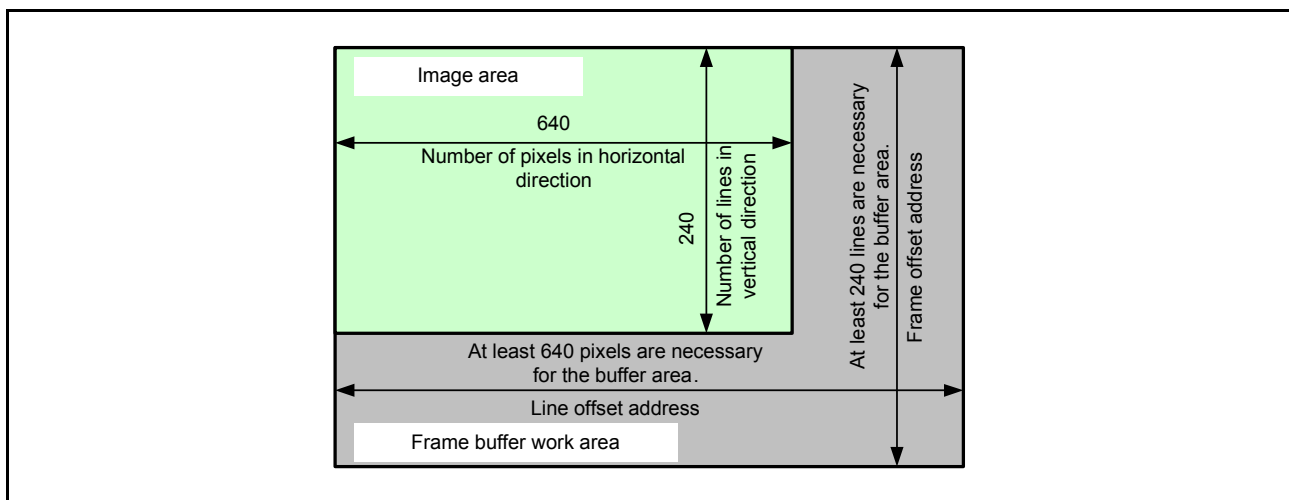 Image area
640
Number of pixels in horizontal
direction
240
Number of lines in
vertical direction
At least 240 lines are necessary
for the buffer area.
Frame offset address
At least 640 pixels are necessary
for the buffer area.
Line offset address
Frame buffer work area